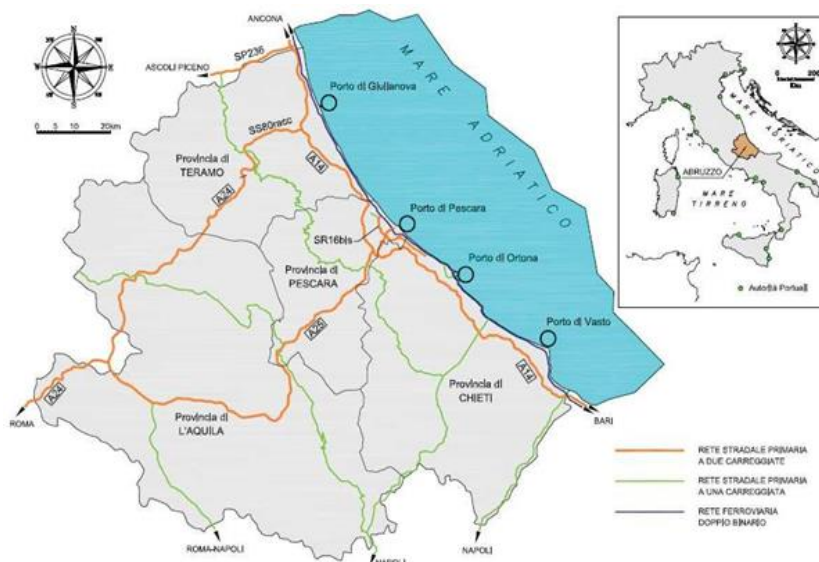 ANCONA
SP236
ASCOLI PICENO
0 10 20km
Porto di Giulianova
MARE ADRIATICO
SS80racc
Provincia di
TERAMO
A24
A14
Porto di Pescara
SR16bis
Porto di Ortona
Provincia di
PESCARA
A25
Porto di Vasto
A24
ROMA
Provincia di
L'AQUILA
Provincia di
CHIETI
A14
BARI
ROMA-NAPOLI
NAPOLI
NAPOLI
RETE STRADALE PRIMARIA
A DUE CARREGGIATE
RETE STRADALE PRIMARIA
A UNA CARREGGIATA
RETE FERROVIARIA
DOPPIO BINARIO
0 200
Km
MARE ADRIATICO
ABRUZZO
MARE
TIRRENO
Autorità Portuali